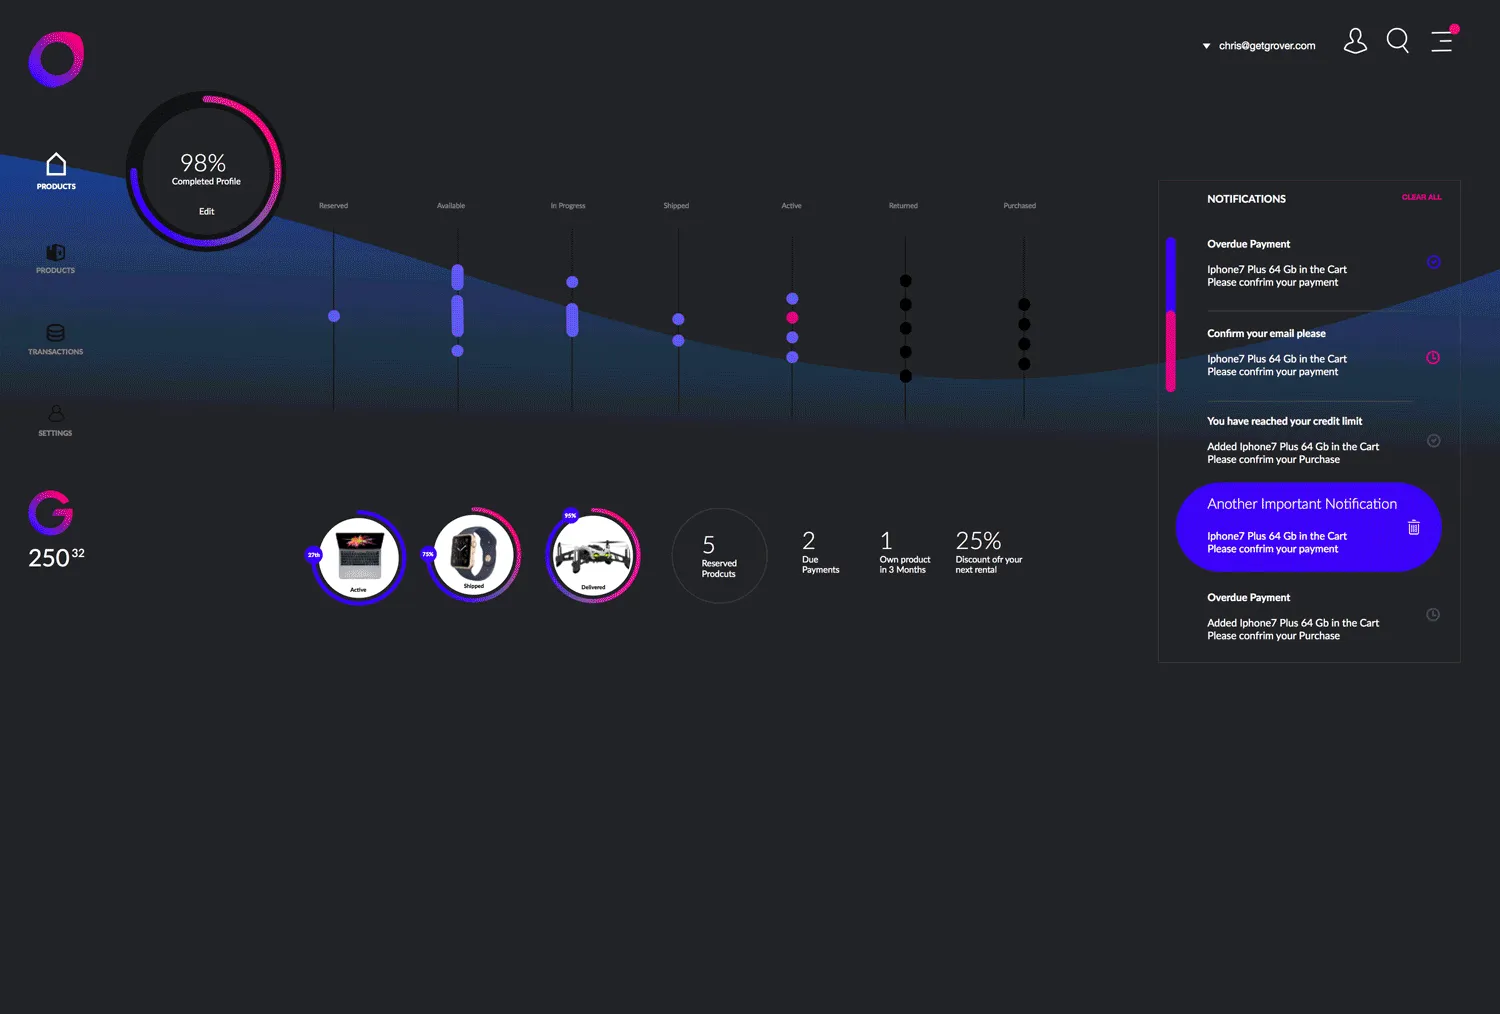 chris@getgrover.com
98%
Completed Profile
Edit
PRODUCTS
PRODUCTS
TRANSACTIONS
SETTINGS
G
250 32
Reserved
Available
In Progress
Shipped
Active
Returned
Purchased
27th
Active
75%
Shipped
95%
Delivered
5
Reserved
Prodcuts
2
Due
Payments
1
Own product
in 3 Months
25%
Discount ofr your
next rental
NOTIFICATIONS
CLEAR ALL
Overdue Payment
Iphone7 Plus 64 Gb in the Cart
Please confrim your payment
Confirm your email please
Iphone7 Plus 64 Gb in the Cart
Please confrim your payment
You have reached your credit limit
Added Iphone7 Plus 64 Gb in the Cart
Please confrim your Purchase
Another Important Notification
Iphone7 Plus 64 Gb in the Cart
Please confrim your payment
Overdue Payment
Added Iphone7 Plus 64 Gb in the Cart
Please confrim your Purchase